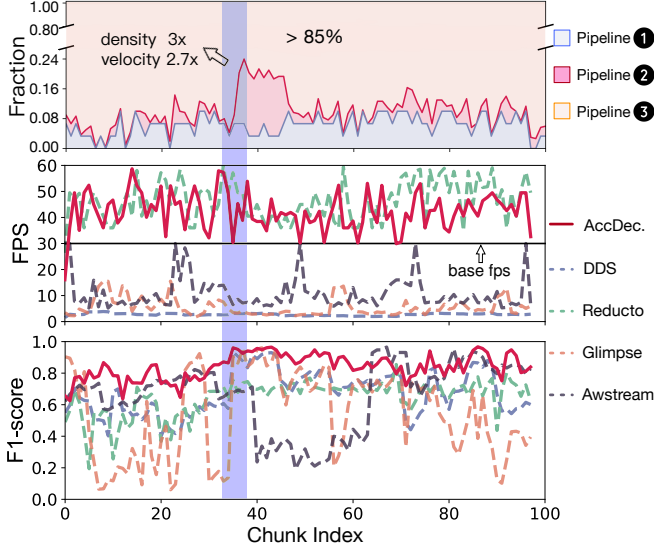 1.00
0.80
0.24
0.16
0.08
0.00
Fraction
density 3x
velocity 2.7x
> 85%
Pipeline 1
Pipeline 2
Pipeline 3
60
50
40
30
20
10
0
FPS
base fps
AccDec.
DDS
Reducto
Glimpse
Awstream
1.0
0.8
0.6
0.4
0.2
0.0
F1-score
0 20 40 60 80 100
Chunk Index